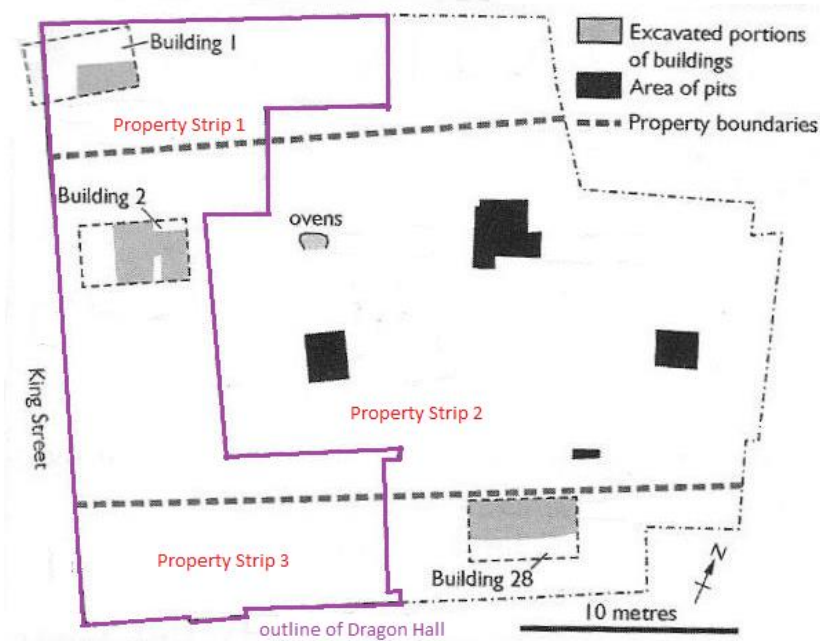 Building 1
Excavated portions
of buildings
Area of pits
Property boundaries
Property Strip 1
Building 2
ovens
King Street
Property Strip 2
Property Strip 3
Building 28
N
10 metres
outline of Dragon Hall